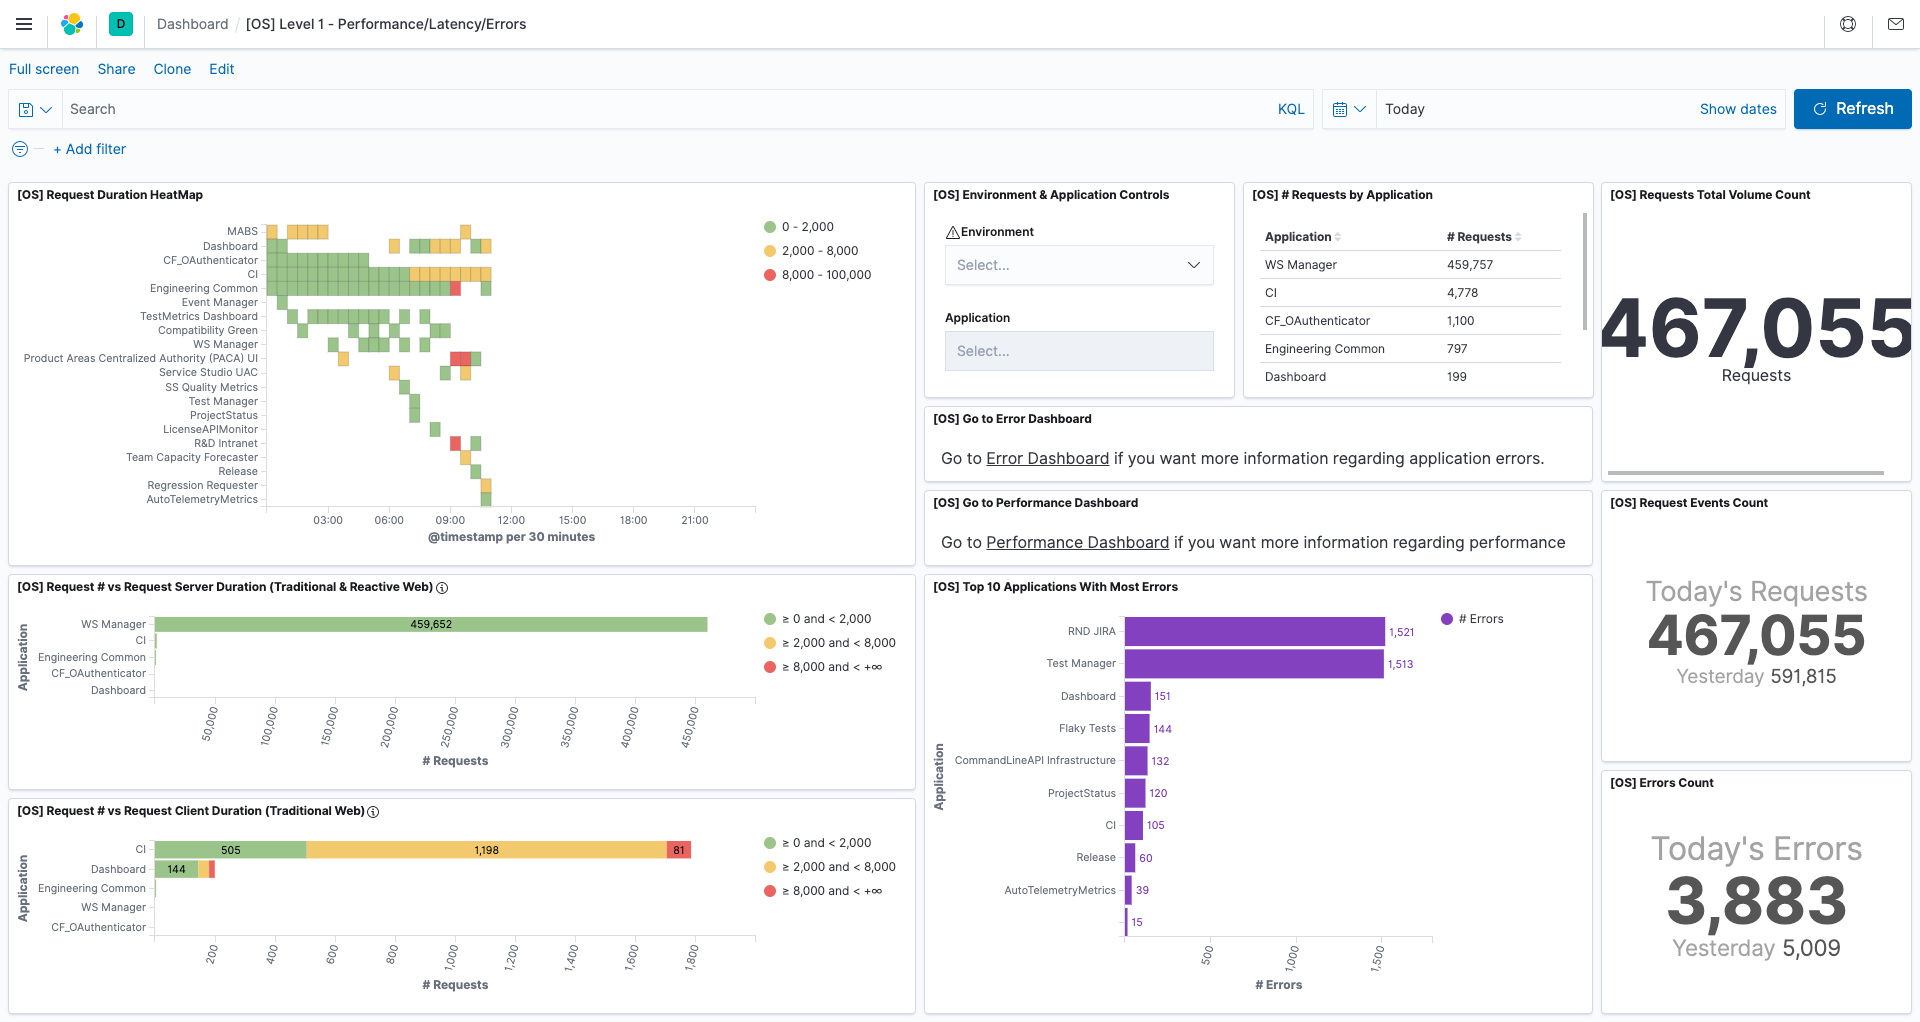 D Dashboard / [OS] Level 1 - Performance/Latency/Errors
Full screen Share Clone Edit
Search KQL Today Show dates Refresh
+ Add filter
[OS] Request Duration HeatMap
MABS
Dashboard
CF_OAuthenticator
CI
Engineering Common
Event Manager
TestMetrics Dashboard
Compatibility Green
WS Manager
Product Areas Centralized Authority (PACA) UI
Service Studio UAC
SS Quality Metrics
Test Manager
ProjectStatus
LicenseAPIMonitor
R&D Intranet
Team Capacity Forecaster
Release
Regression Requester
AutoTelemetryMetrics
03:00 06:00 09:00 12:00 15:00 18:00 21:00
@timestamp per 30 minutes
0 - 2,000
2,000 - 8,000
8,000 - 100,000
[OS] Environment & Application Controls
Environment
Select...
Application
Select...
[OS] # Requests by Application
Application # Requests
WS Manager 459,757
CI 4,778
CF_OAuthenticator 1,100
Engineering Common 797
Dashboard 199
[OS] Requests Total Volume Count
467,055
Requests
[OS] Go to Error Dashboard
Go to Error Dashboard if you want more information regarding application errors.
[OS] Go to Performance Dashboard
Go to Performance Dashboard if you want more information regarding performance
[OS] Request Events Count
Today's Requests
467,055
Yesterday 591,815
[OS] Request # vs Request Server Duration (Traditional & Reactive Web)
Application
WS Manager 459,652
CI
Engineering Common
CF_OAuthenticator
Dashboard
50,000 100,000 150,000 200,000 250,000 300,000 350,000 400,000 450,000
# Requests
≥ 0 and < 2,000
≥ 2,000 and < 8,000
≥ 8,000 and < +∞
[OS] Request # vs Request Client Duration (Traditional Web)
Application
CI 505 1,198 81
Dashboard 144
Engineering Common
WS Manager
CF_OAuthenticator
200 400 600 800 1,000 1,200 1,400 1,600 1,800
# Requests
≥ 0 and < 2,000
≥ 2,000 and < 8,000
≥ 8,000 and < +∞
[OS] Top 10 Applications With Most Errors
Application
RND JIRA 1,521
Test Manager 1,513
Dashboard 151
Flaky Tests 144
CommandLineAPI Infrastructure 132
ProjectStatus 120
CI 105
Release 60
AutoTelemetryMetrics 39
15
500 1,000 1,500
# Errors
# Errors
[OS] Errors Count
Today's Errors
3,883
Yesterday 5,009